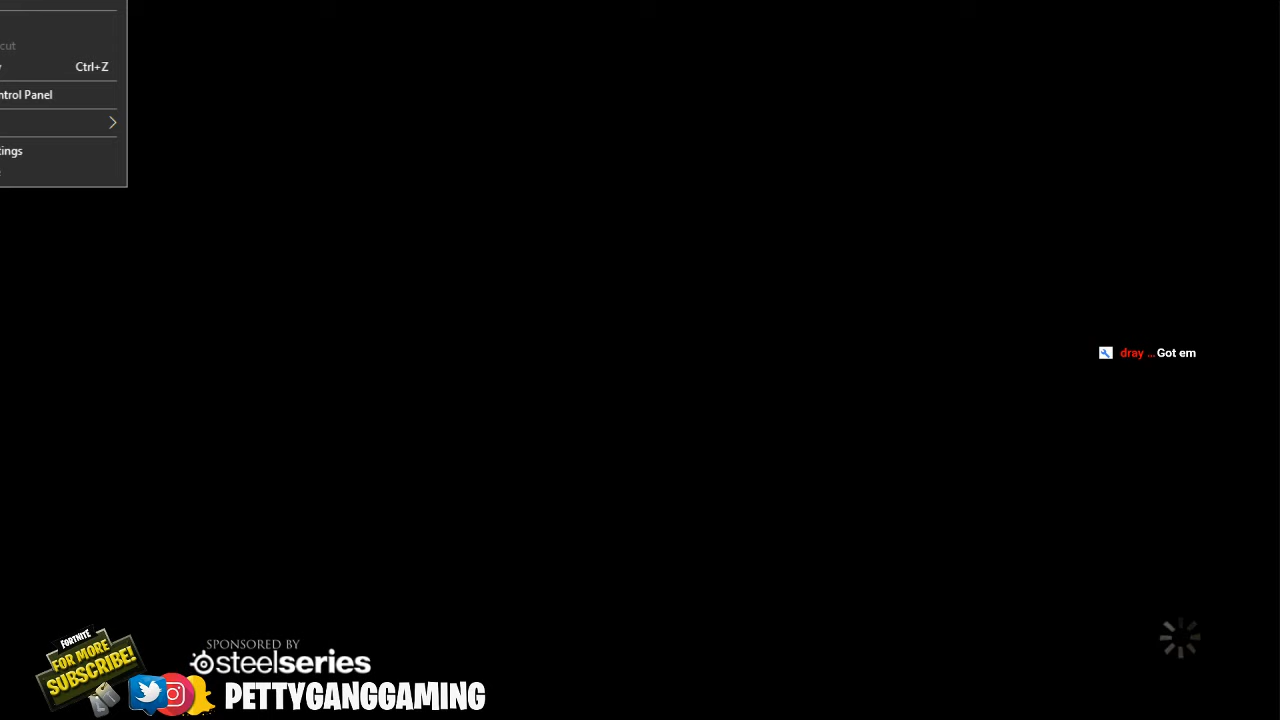 cut
Ctrl+Z
ntrol Panel
tings
dray ...Got em
FORTNITE
FOR MORE
SUBSCRIBE!
SPONSORED BY
steelseries
PETTYGANGGAMING